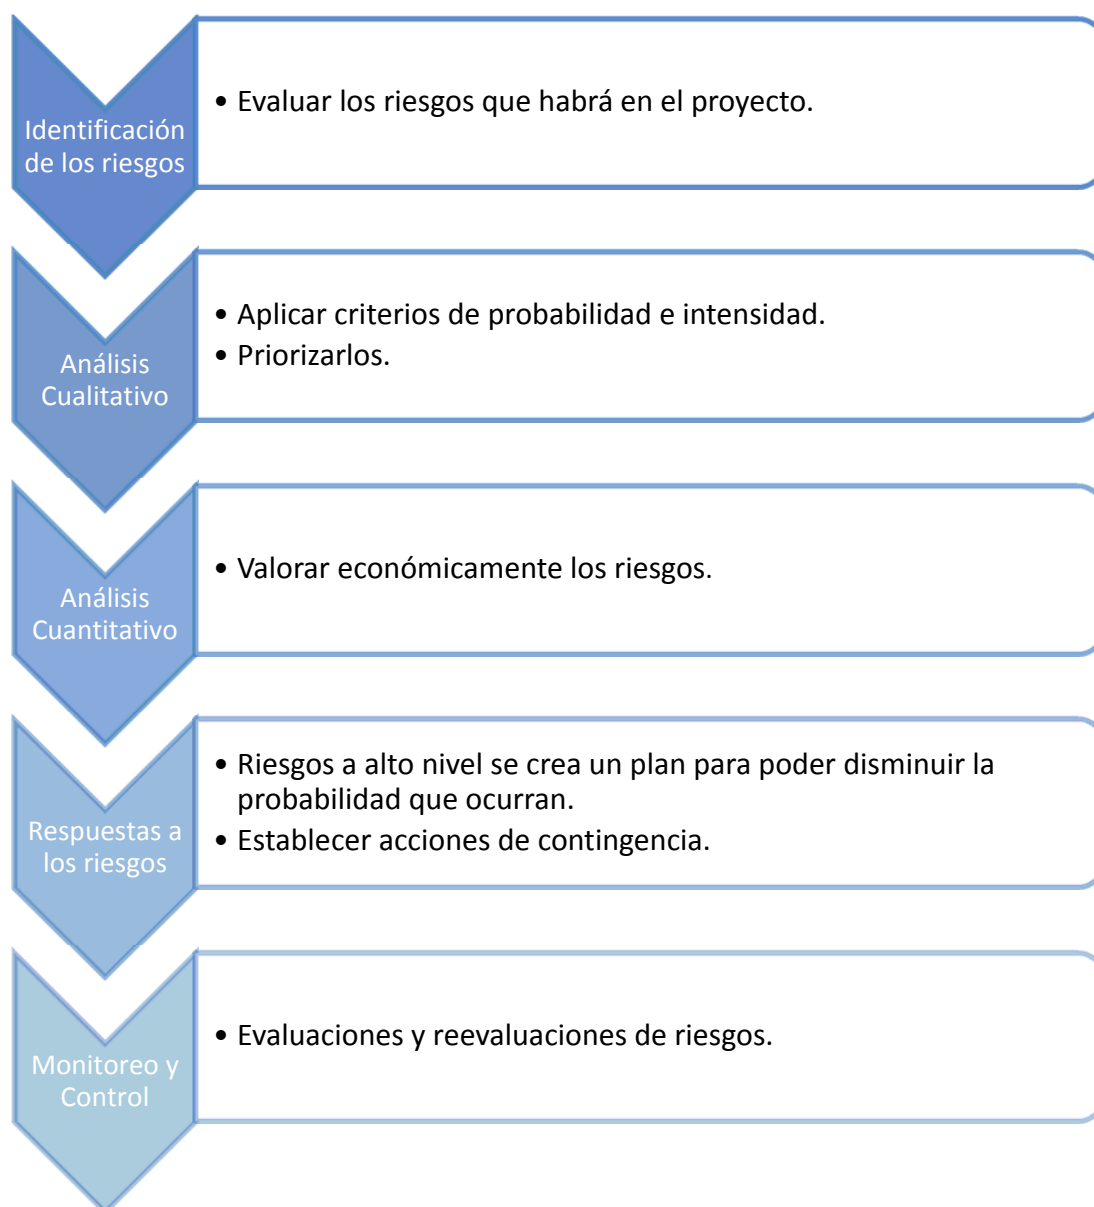 Identificación
de los riesgos
• Evaluar los riesgos que habrá en el proyecto.
Análisis
Cualitativo
• Aplicar criterios de probabilidad e intensidad.
• Priorizarlos.
Análisis
Cuantitativo
• Valorar económicamente los riesgos.
Respuestas a
los riesgos
• Riesgos a alto nivel se crea un plan para poder disminuir la
probabilidad que ocurran.
• Establecer acciones de contingencia.
Monitoreo y
Control
• Evaluaciones y reevaluaciones de riesgos.